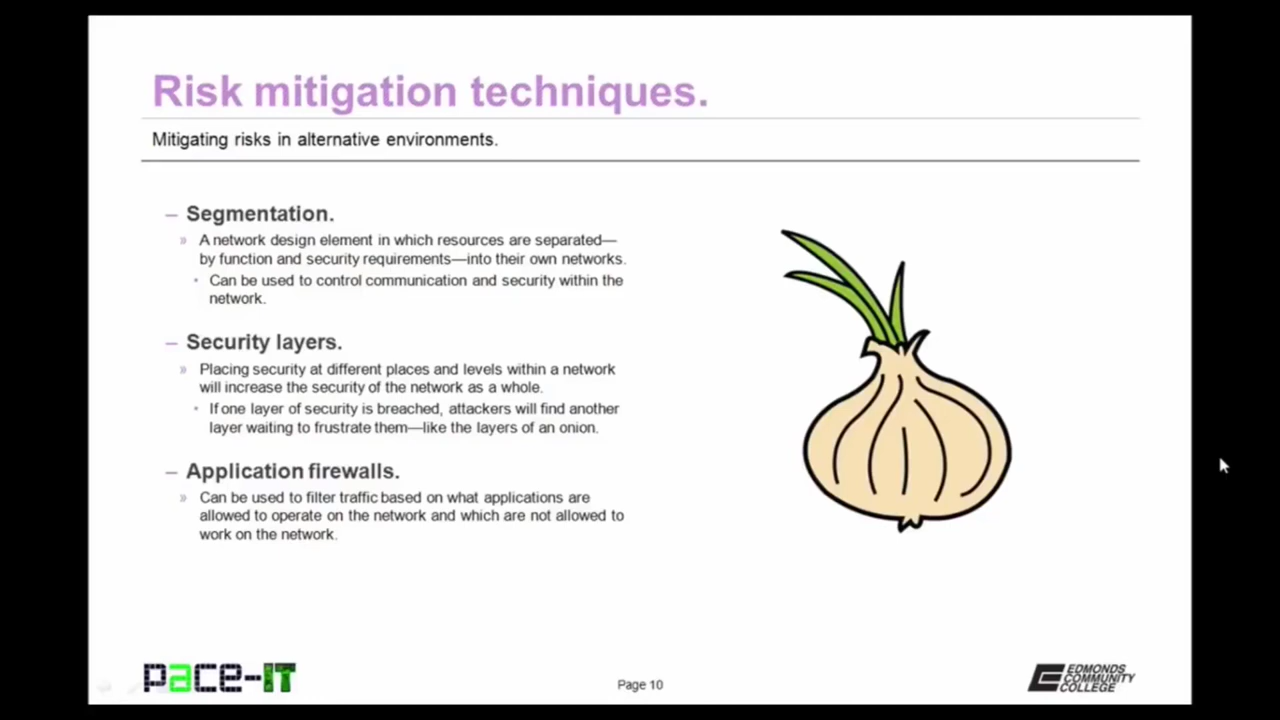 Risk mitigation techniques.
Mitigating risks in alternative environments.
– Segmentation.
» A network design element in which resources are separated—
by function and security requirements—into their own networks.
• Can be used to control communication and security within the
network.
– Security layers.
» Placing security at different places and levels within a network
will increase the security of the network as a whole.
• If one layer of security is breached, attackers will find another
layer waiting to frustrate them—like the layers of an onion.
– Application firewalls.
» Can be used to filter traffic based on what applications are
allowed to operate on the network and which are not allowed to
work on the network.
pace-IT
Page 10
EDMONDS
COMMUNITY
COLLEGE